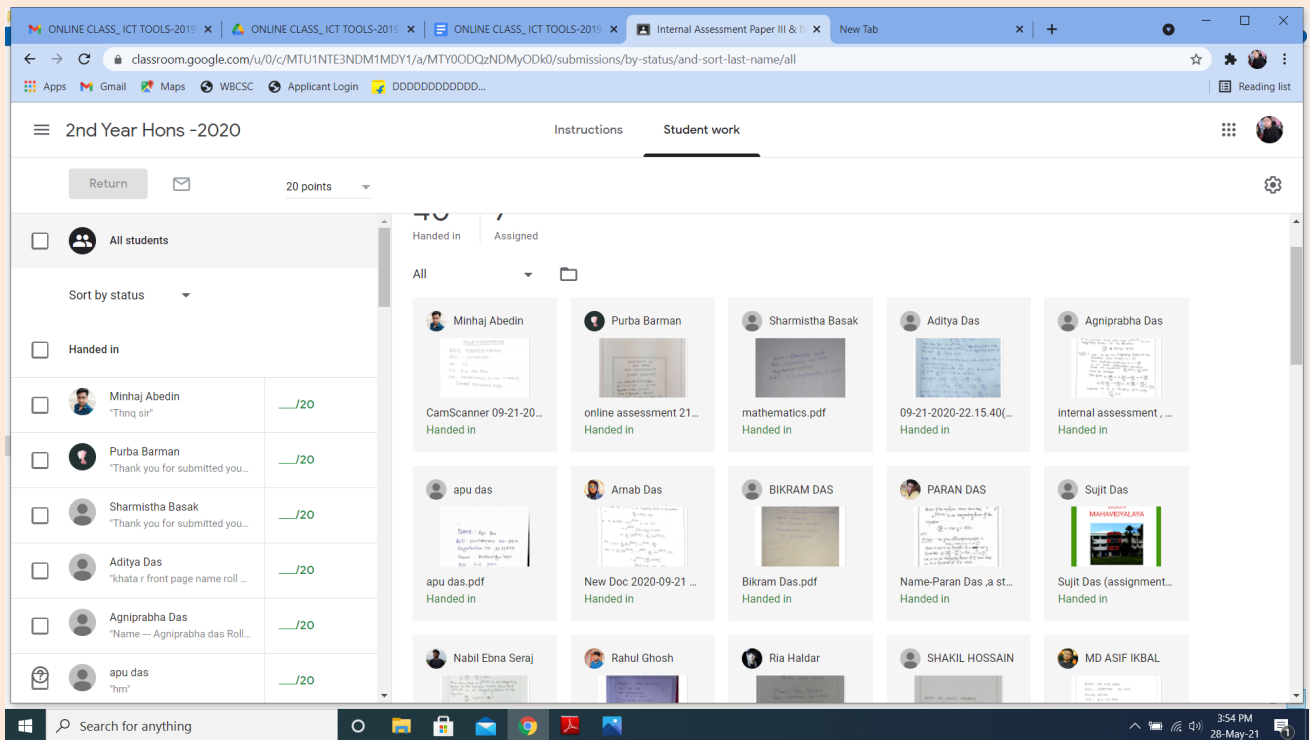 ONLINE CLASS_ ICT TOOLS-2019
ONLINE CLASS_ ICT TOOLS-2019
ONLINE CLASS_ ICT TOOLS-2019
Internal Assessment Paper III &
New Tab
classroom.google.com/u/0/c/MTU1NTE3NDM1MDY1/a/MTY0ODQzNDMyODk0/submissions/by-status/and-sort-last-name/all
Apps Gmail Maps WBCSC Applicant Login DDDDDDDDDDDD... Reading list
2nd Year Hons -2020 Instructions Student work
Return 20 points
All students
Sort by status
Handed in
Minhaj Abedin
"Thnq sir"
__/20
Purba Barman
"Thank you for submitted you...
__/20
Sharmistha Basak
"Thank you for submitted you...
__/20
Aditya Das
"khata r front page name roll ...
__/20
Agniprabha Das
"Name --- Agniprabha das Roll...
__/20
apu das
"hm"
__/20
Handed in Assigned
All
Minhaj Abedin Purba Barman Sharmistha Basak Aditya Das Agniprabha Das
CamScanner 09-21-20... online assessment 21... mathematics.pdf 09-21-2020-22.15.40(... internal assessment , ...
Handed in Handed in Handed in Handed in Handed in
apu das Arnab Das BIKRAM DAS PARAN DAS Sujit Das
MAHAVIDYALAYA
apu das.pdf New Doc 2020-09-21 ... Bikram Das.pdf Name-Paran Das ,a st... Sujit Das (assignment...
Handed in Handed in Handed in Handed in Handed in
Nabil Ebna Seraj Rahul Ghosh Ria Haldar SHAKIL HOSSAIN MD ASIF IKBAL
Search for anything
3:54 PM
28-May-21